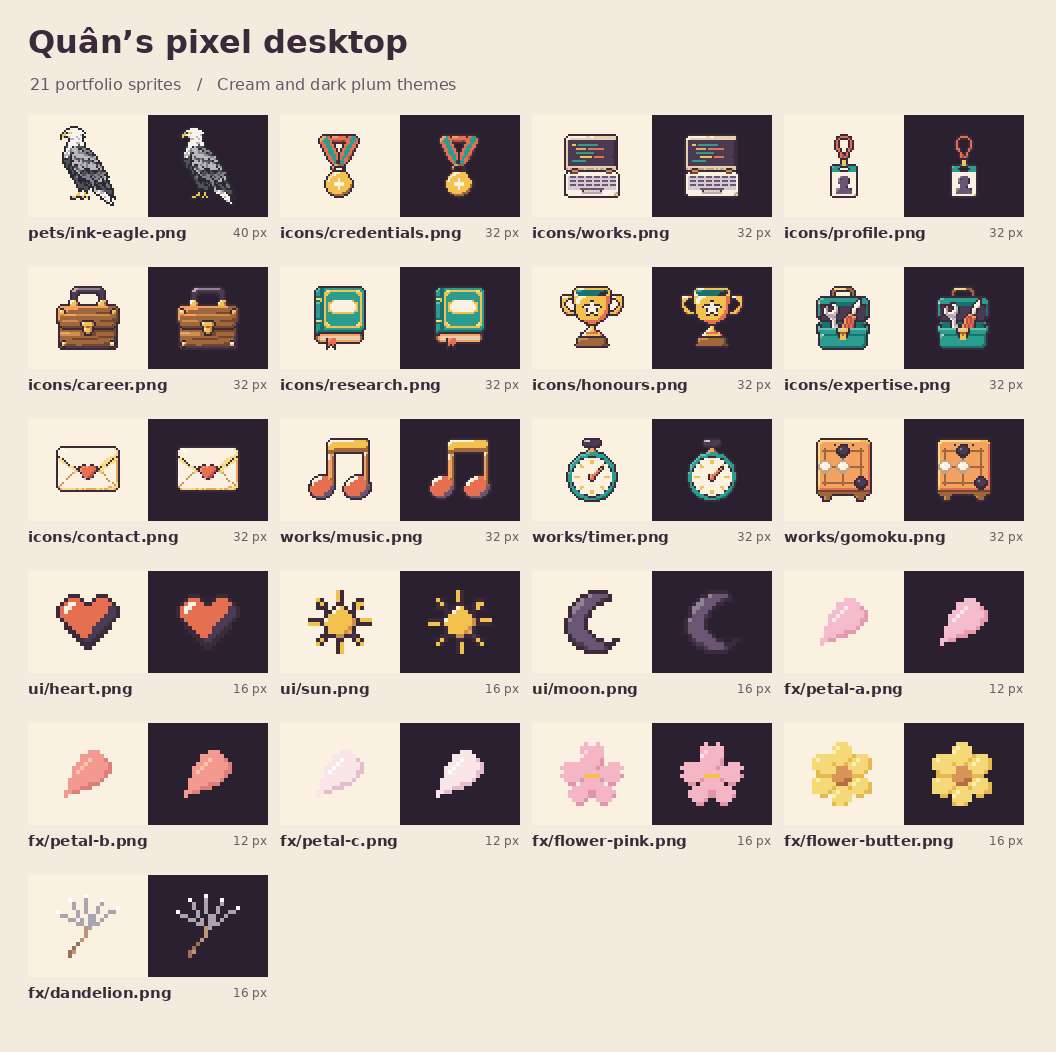 Quân’s pixel desktop
21 portfolio sprites / Cream and dark plum themes
pets/ink-eagle.png 40 px icons/credentials.png 32 px icons/works.png 32 px icons/profile.png 32 px
icons/career.png 32 px icons/research.png 32 px icons/honours.png 32 px icons/expertise.png 32 px
icons/contact.png 32 px works/music.png 32 px works/timer.png 32 px works/gomoku.png 32 px
ui/heart.png 16 px ui/sun.png 16 px ui/moon.png 16 px fx/petal-a.png 12 px
fx/petal-b.png 12 px fx/petal-c.png 12 px fx/flower-pink.png 16 px fx/flower-butter.png 16 px
fx/dandelion.png 16 px